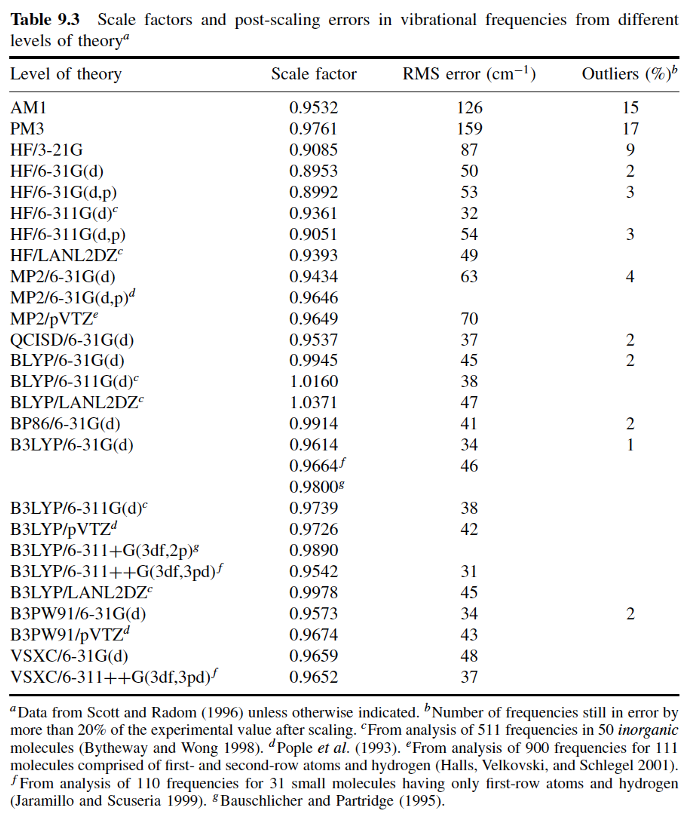 Table 9.3 Scale factors and post-scaling errors in vibrational frequencies from different
levels of theory^a
Level of theory Scale factor RMS error (cm⁻¹) Outliers (%)^b
AM1 0.9532 126 15
PM3 0.9761 159 17
HF/3-21G 0.9085 87 9
HF/6-31G(d) 0.8953 50 2
HF/6-31G(d,p) 0.8992 53 3
HF/6-311G(d)^c 0.9361 32
HF/6-311G(d,p) 0.9051 54 3
HF/LANL2DZ^c 0.9393 49
MP2/6-31G(d) 0.9434 63 4
MP2/6-31G(d,p)^d 0.9646
MP2/pVTZ^e 0.9649 70
QCISD/6-31G(d) 0.9537 37 2
BLYP/6-31G(d) 0.9945 45 2
BLYP/6-311G(d)^c 1.0160 38
BLYP/LANL2DZ^c 1.0371 47
BP86/6-31G(d) 0.9914 41 2
B3LYP/6-31G(d) 0.9614 34 1
0.9664^f 46
0.9800^g
B3LYP/6-311G(d)^c 0.9739 38
B3LYP/pVTZ^d 0.9726 42
B3LYP/6-311+G(3df,2p)^g 0.9890
B3LYP/6-311++G(3df,3pd)^f 0.9542 31
B3LYP/LANL2DZ^c 0.9978 45
B3PW91/6-31G(d) 0.9573 34 2
B3PW91/pVTZ^d 0.9674 43
VSXC/6-31G(d) 0.9659 48
VSXC/6-311++G(3df,3pd)^f 0.9652 37
^a Data from Scott and Radom (1996) unless otherwise indicated. ^b Number of frequencies still in error by
more than 20% of the experimental value after scaling. ^c From analysis of 511 frequencies in 50 inorganic
molecules (Bytheway and Wong 1998). ^d Pople et al. (1993). ^e From analysis of 900 frequencies for 111
molecules comprised of first- and second-row atoms and hydrogen (Halls, Velkovski, and Schlegel 2001).
^f From analysis of 110 frequencies for 31 small molecules having only first-row atoms and hydrogen
(Jaramillo and Scuseria 1999). ^g Bauschlicher and Partridge (1995).